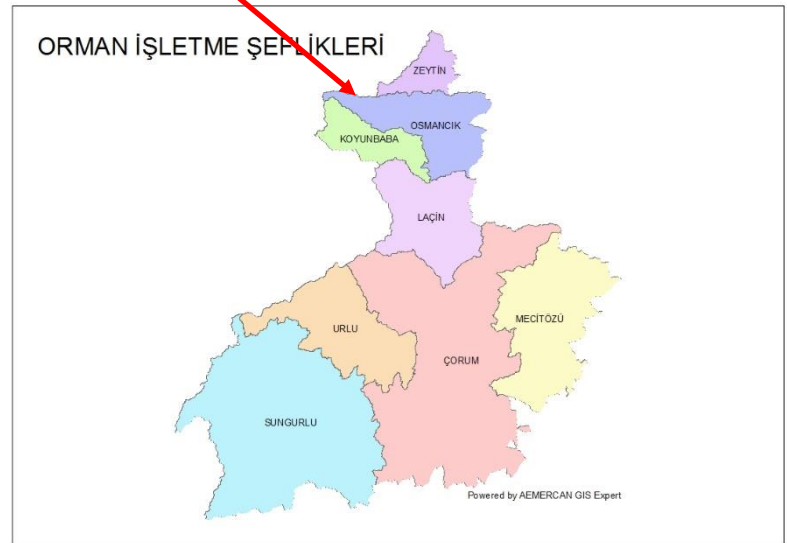 ORMAN İŞLETME ŞEFLİKLERİ
ZEYTİN
OSMANCIK
KOYUNBABA
LAÇİN
MECİTÖZÜ
URLU
ÇORUM
SUNGURLU
Powered by AEMERCAN GIS Expert